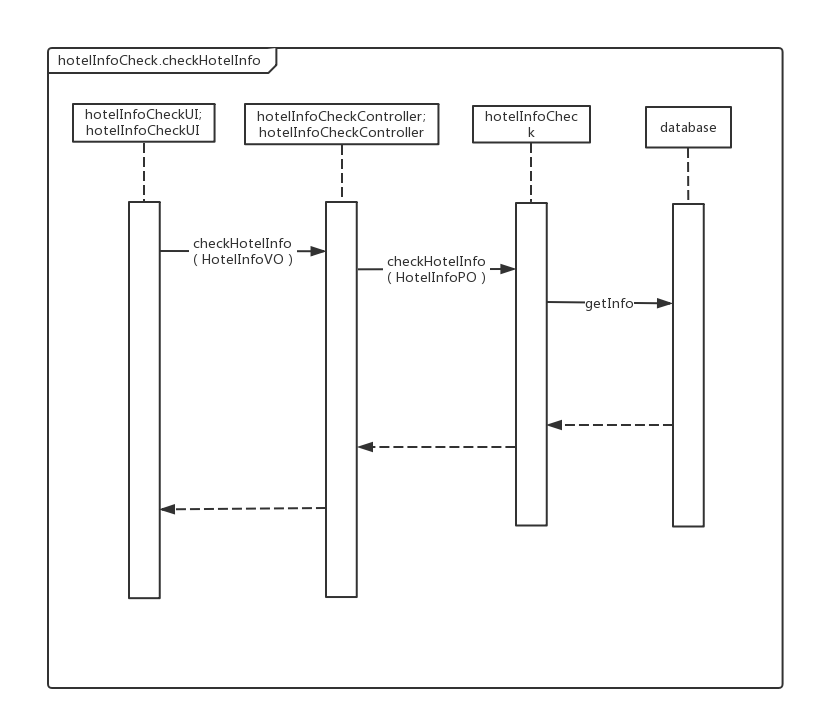 hotelInfoCheck.checkHotelInfo
hotelInfoCheckUI;
hotelInfoCheckUI
hotelInfoCheckController;
hotelInfoCheckController
hotelInfoChec
k
database
checkHotelInfo
( HotelInfoVO )
checkHotelInfo
( HotelInfoPO )
getInfo